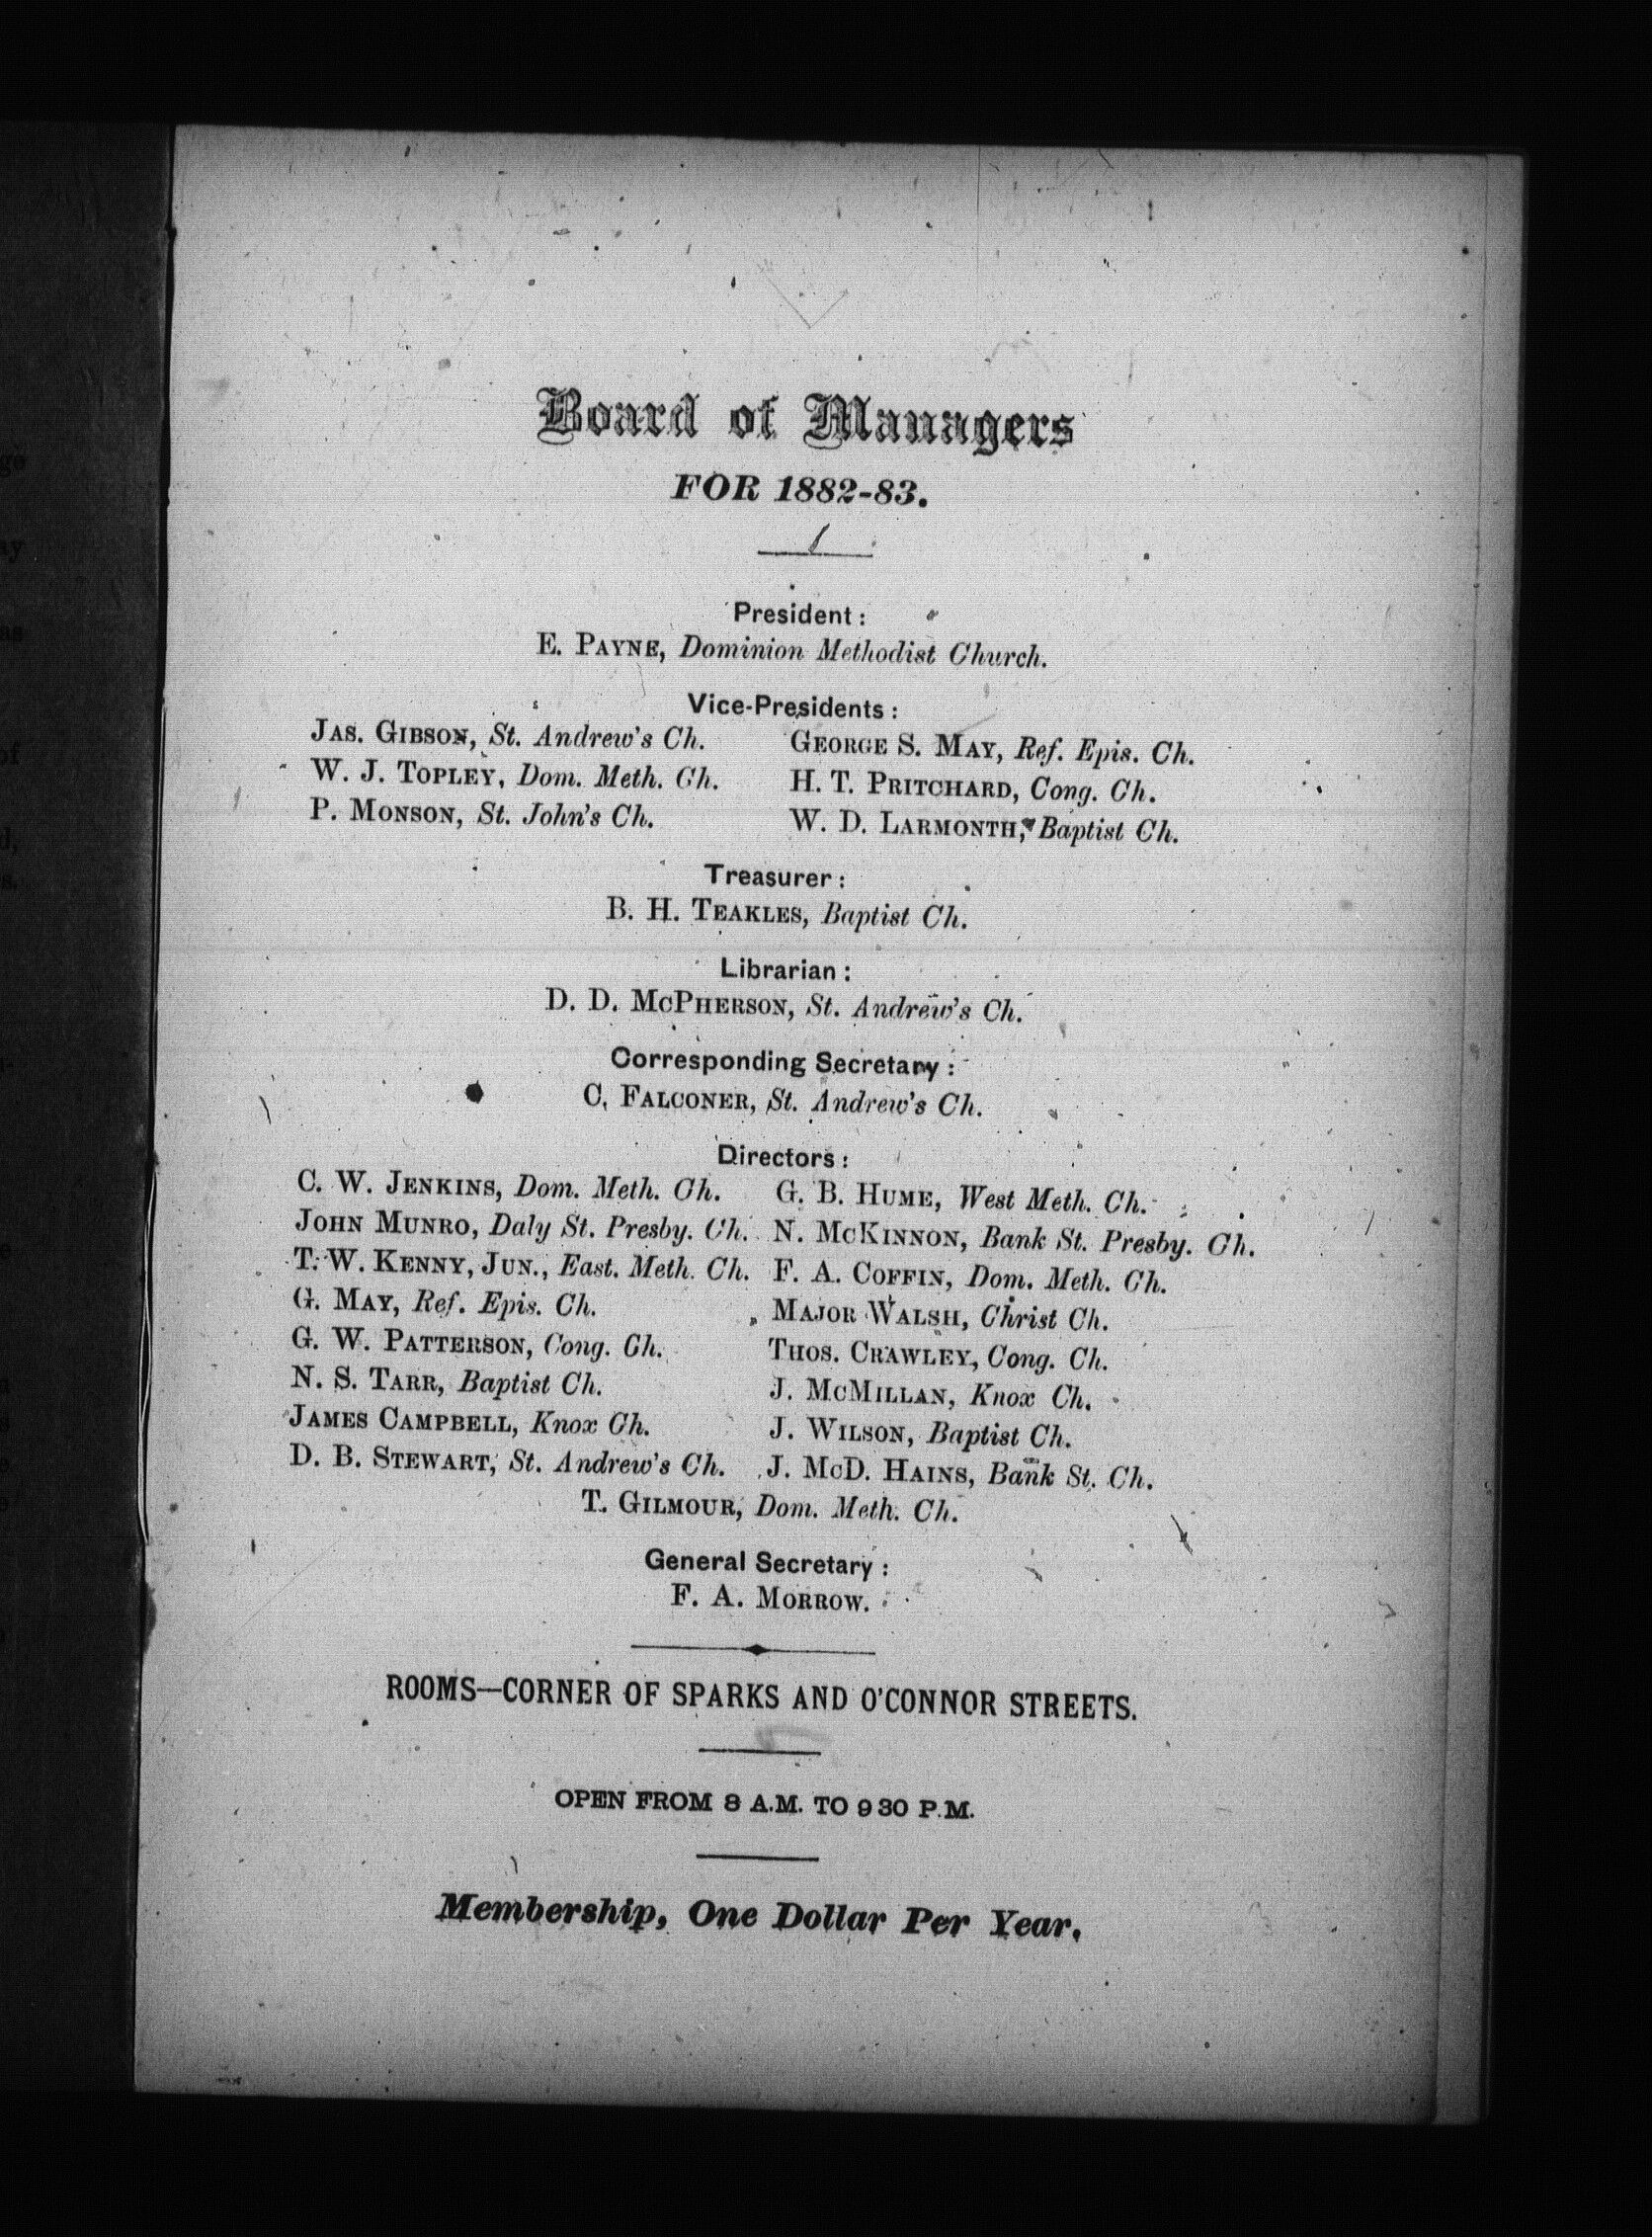 Board of Managers
FOR 1882-83.
President:
E. PAYNE, Dominion Methodist Church.
Vice-Presidents:
JAS. GIBSON, St. Andrew's Ch. GEORGE S. MAY, Ref. Epis. Ch.
W. J. TOPLEY, Dom. Meth. Ch. H. T. PRITCHARD, Cong. Ch.
P. MONSON, St. John's Ch. W. D. LARMONTH, Baptist Ch.
Treasurer:
B. H. TEAKLES, Baptist Ch.
Librarian:
D. D. MCPHERSON, St. Andrew's Ch.
Corresponding Secretary:
C. FALCONER, St. Andrew's Ch.
Directors:
C. W. JENKINS, Dom. Meth. Ch. G. B. HUME, West Meth. Ch.
JOHN MUNRO, Daly St. Presby. Ch. N. MCKINNON, Bank St. Presby. Ch.
T. W. KENNY, JUN., East. Meth. Ch. F. A. COFFIN, Dom. Meth. Ch.
G. MAY, Ref. Epis. Ch. MAJOR WALSH, Christ Ch.
G. W. PATTERSON, Cong. Ch. THOS. CRAWLEY, Cong. Ch.
N. S. TARR, Baptist Ch. J. MCMILLAN, Knox Ch.
JAMES CAMPBELL, Knox Ch. J. WILSON, Baptist Ch.
D. B. STEWART, St. Andrew's Ch. J. MCD. HAINS, Bank St. Ch.
T. GILMOUR, Dom. Meth. Ch.
General Secretary:
F. A. MORROW.
ROOMS—CORNER OF SPARKS AND O'CONNOR STREETS.
OPEN FROM 8 A.M. TO 9 30 P.M.
Membership, One Dollar Per Year.